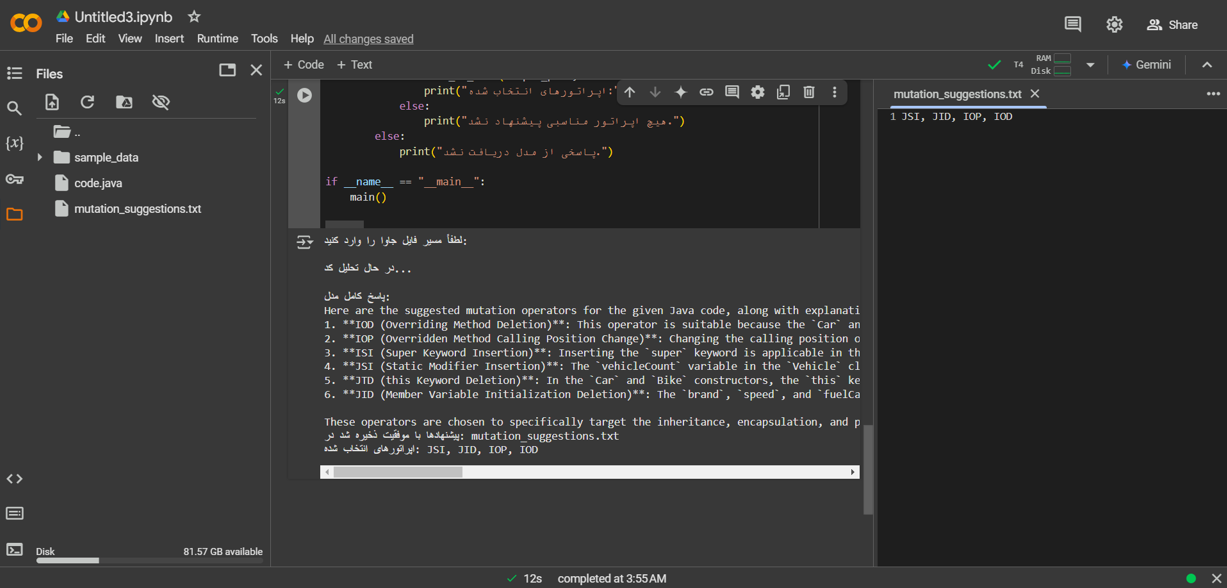 Untitled3.ipynb
File Edit View Insert Runtime Tools Help All changes saved
Share
Files
+ Code + Text
T4 RAM Disk
Gemini
..
sample_data
code.java
mutation_suggestions.txt
12s
print("اپراتورهای انتخاب شده:'
else:
print("هیچ اپراتور مناسبی پیشنهاد نشد.")
else:
print("پاسخی از مدل دریافت نشد.")
if __name__ == "__main__":
main()
لطفاً مسیر فایل جاوا را وارد کنید:
در حال تحلیل کد...
پاسخ کامل مدل:
Here are the suggested mutation operators for the given Java code, along with explanati
1. **IOD (Overriding Method Deletion)**: This operator is suitable because the `Car` an
2. **IOP (Overridden Method Calling Position Change)**: Changing the calling position o
3. **ISI (Super Keyword Insertion)**: Inserting the `super` keyword is applicable in th
4. **JSI (Static Modifier Insertion)**: The `vehicleCount` variable in the `Vehicle` cl
5. **JTD (this Keyword Deletion)**: In the `Car` and `Bike` constructors, the `this` ke
6. **JID (Member Variable Initialization Deletion)**: The `brand`, `speed`, and `fuelCa
These operators are chosen to specifically target the inheritance, encapsulation, and p
پیشنهادها با موفقیت ذخیره شد در: mutation_suggestions.txt
اپراتورهای انتخاب شده: JSI, JID, IOP, IOD
mutation_suggestions.txt
1 JSI, JID, IOP, IOD
Disk 81.57 GB available
12s completed at 3:55 AM